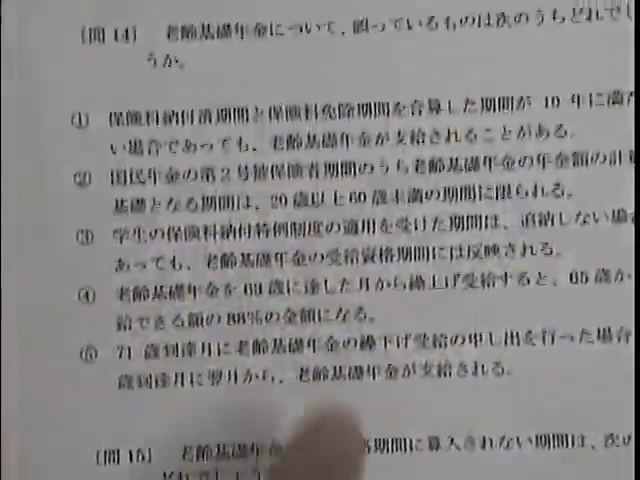 〔問 14〕 老齢基礎年金について、誤っているものは次のうちどれでし
うか。
① 保険料納付済期間と保険料免除期間を合算した期間が 10 年に満た
い場合であっても、老齢基礎年金が支給されることがある。
② 国民年金の第２号被保険者期間のうち老齢基礎年金の年金額の計算
基礎となる期間は、20 歳以上 60 歳未満の期間に限られる。
③ 学生の保険料納付特例制度の適用を受けた期間は、追納しない場合
あっても、老齢基礎年金の受給資格期間には反映される。
④ 老齢基礎年金を 63 歳に達した月から繰上げ受給すると、65 歳か
給できる額の 88%の金額になる。
⑤ 71 歳到達月に老齢基礎年金の繰下げ受給の申し出を行った場合
歳到達月に翌月から、老齢基礎年金が支給される。
〔問 15〕 老齢基礎年金 期間に算入されない期間は、次の
どれでしょう